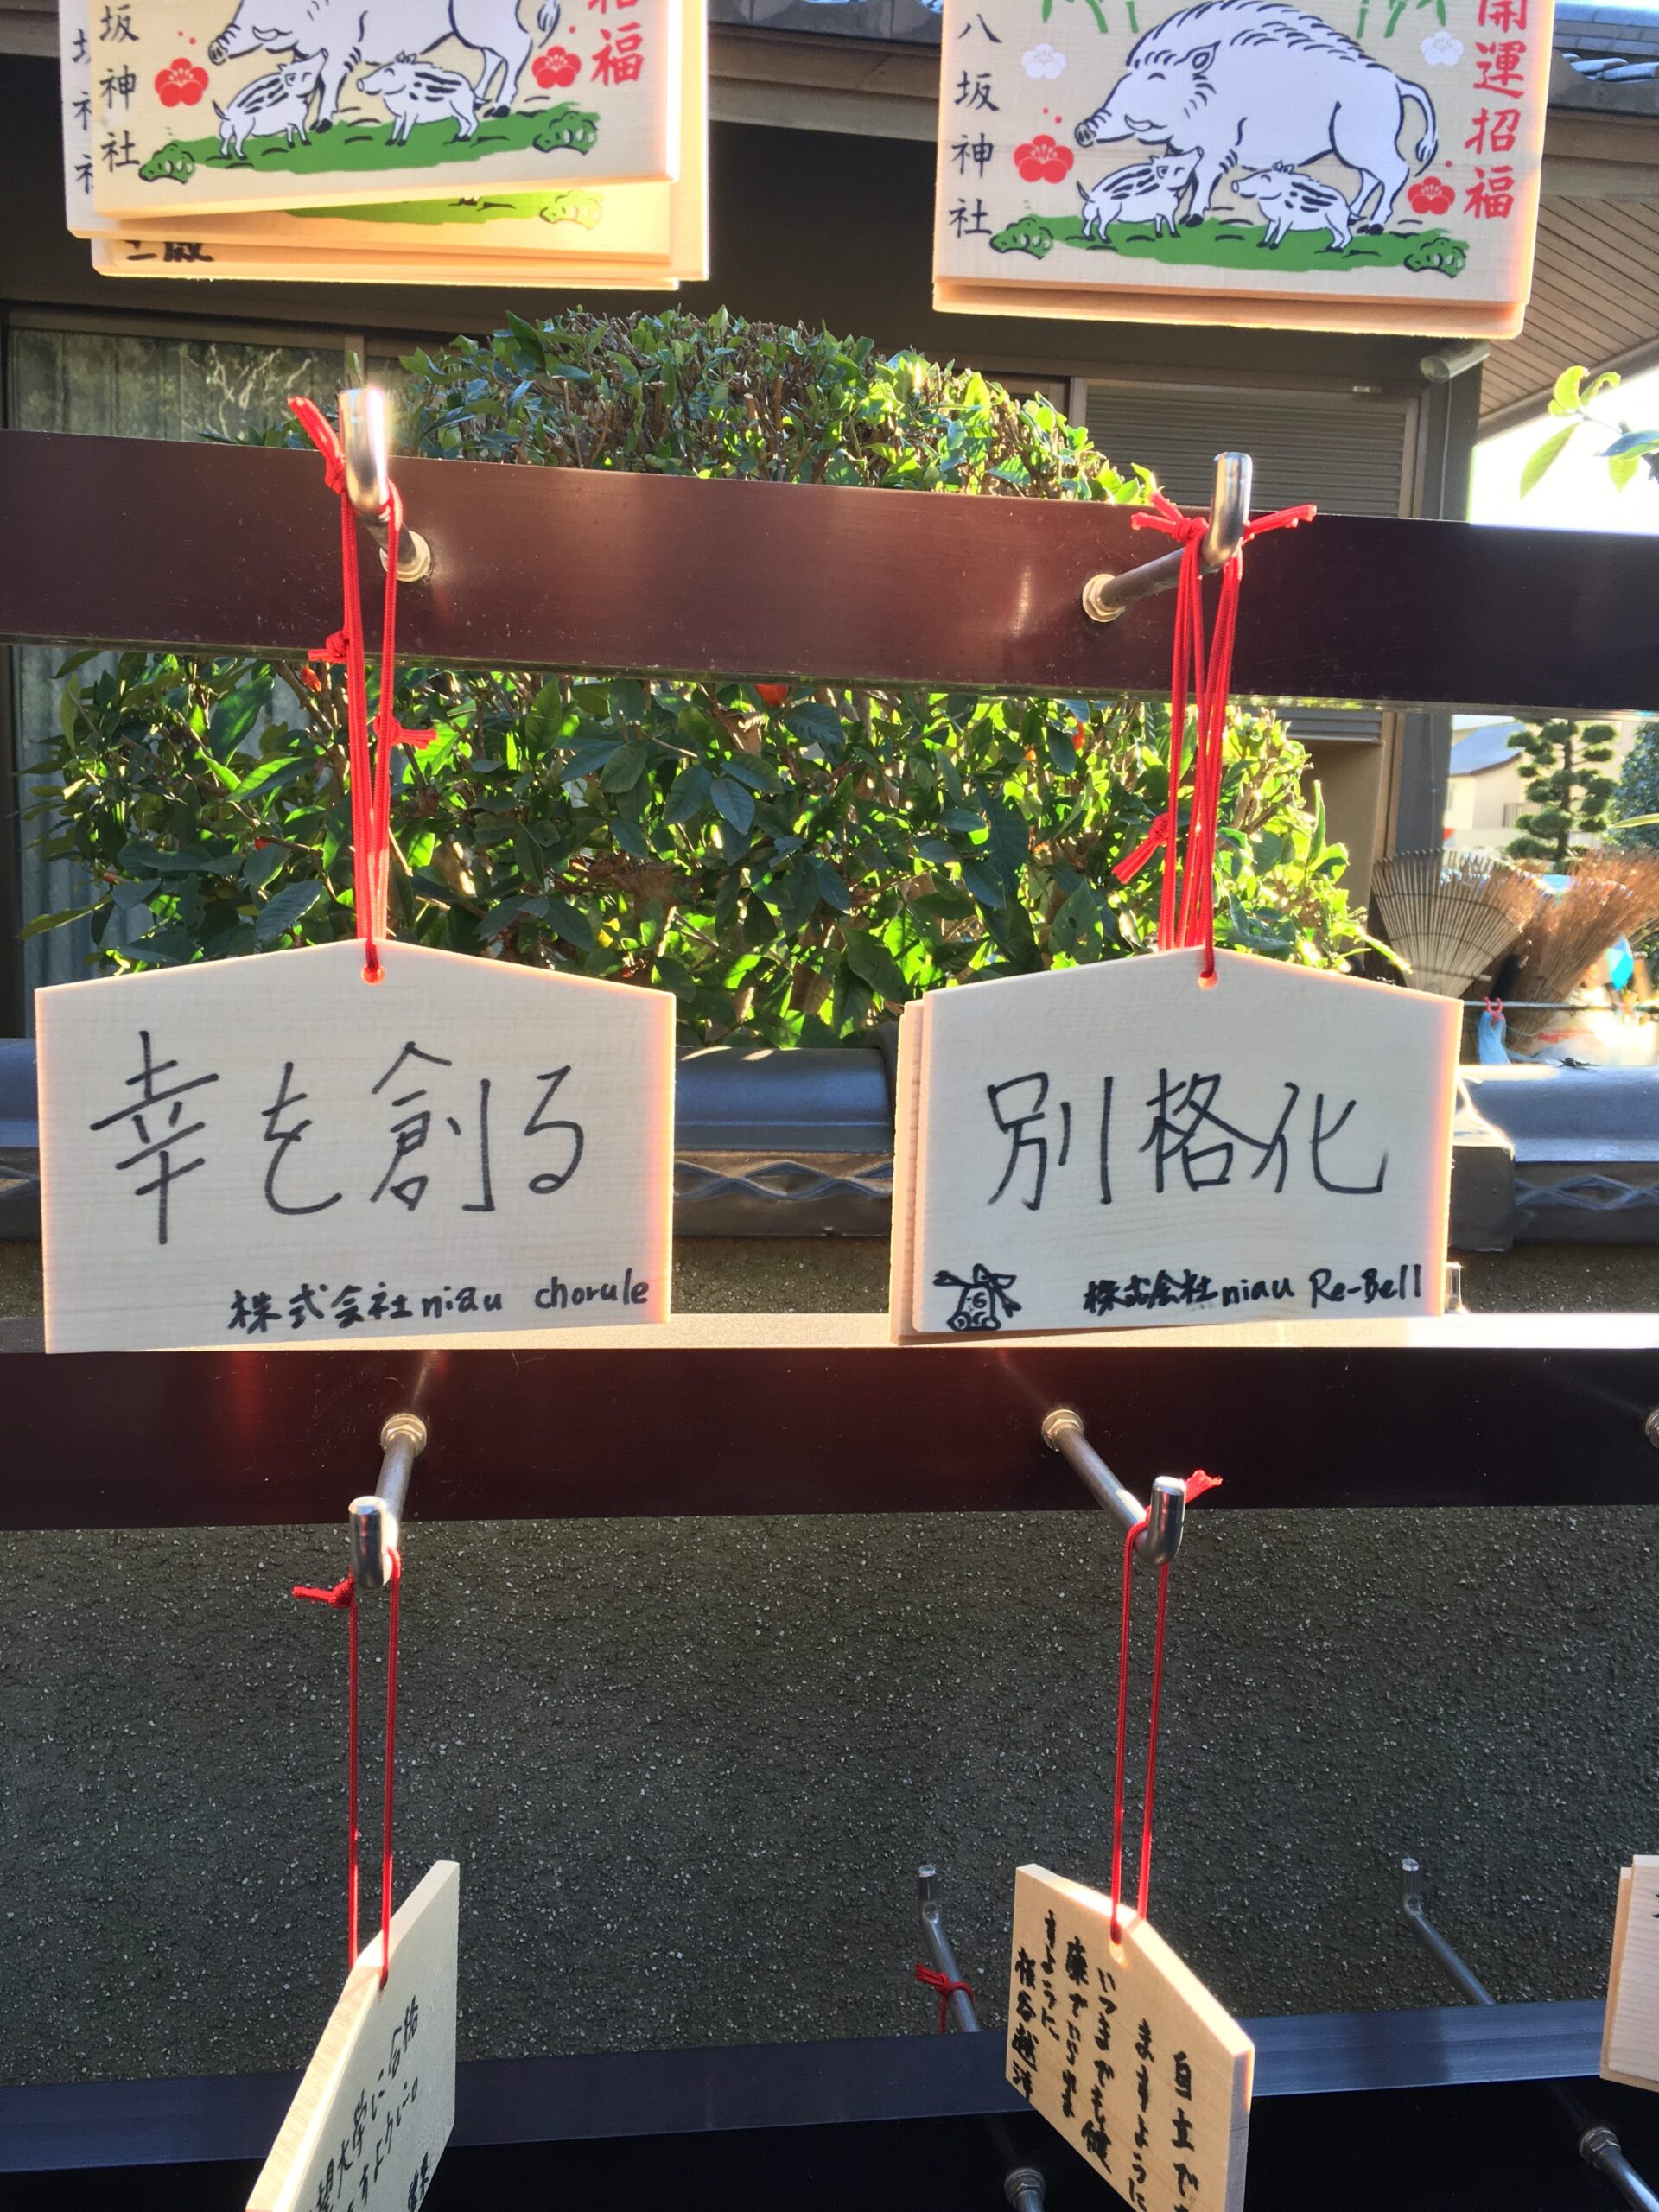 坂神社
招福
八坂神社
開運招福
幸を創る
株式会社niau chorule
別格化
株式会社niau Re-Bell
自立で
ますように
いつまでも健
康でいられ
ますように